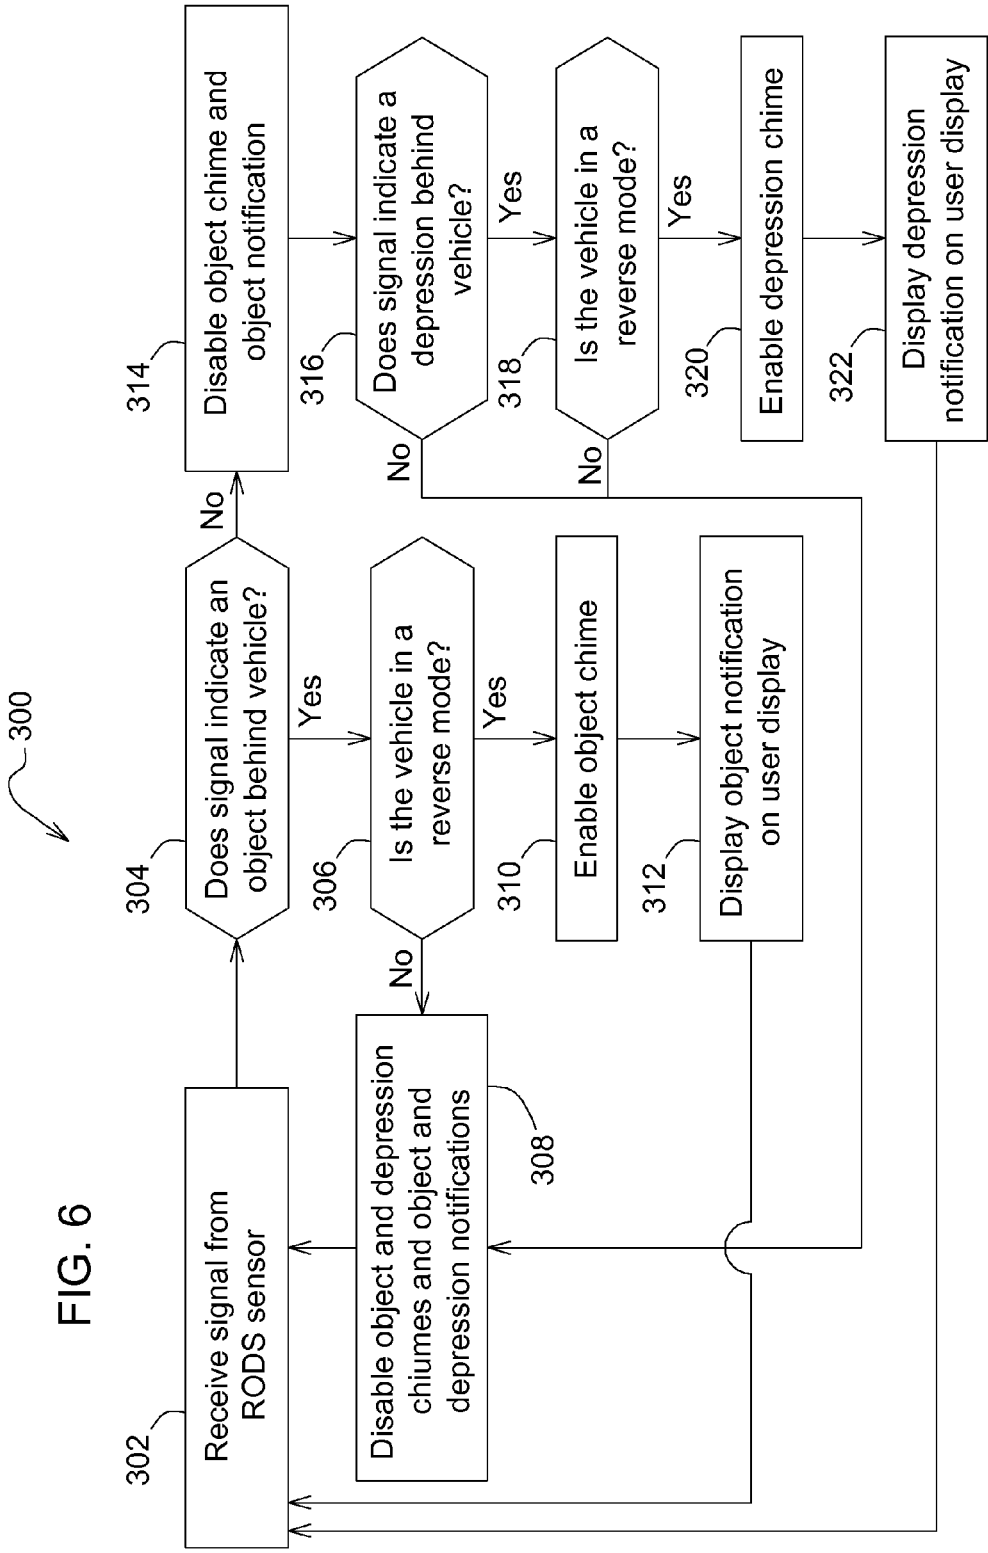 FIG. 6
300
302
Receive signal from
RODS sensor
304
Does signal indicate an
object behind vehicle?
No
Yes
306
Is the vehicle in a
reverse mode?
No
Yes
308
Disable object and depression
chiumes and object and
depression notifications
310
Enable object chime
312
Display object notification
on user display
314
Disable object chime and
object notification
316
Does signal indicate a
depression behind
vehicle?
No
Yes
318
Is the vehicle in a
reverse mode?
No
Yes
320
Enable depression chime
322
Display depression
notification on user display